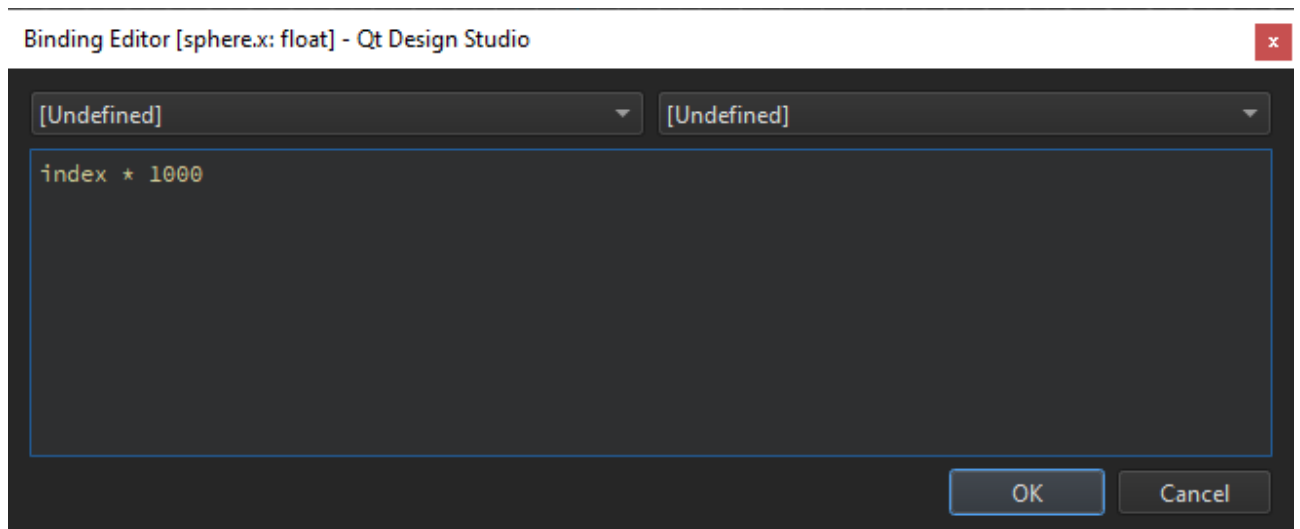 Binding Editor [sphere.x: float] - Qt Design Studio
x
[Undefined] [Undefined]
index * 1000
OK Cancel